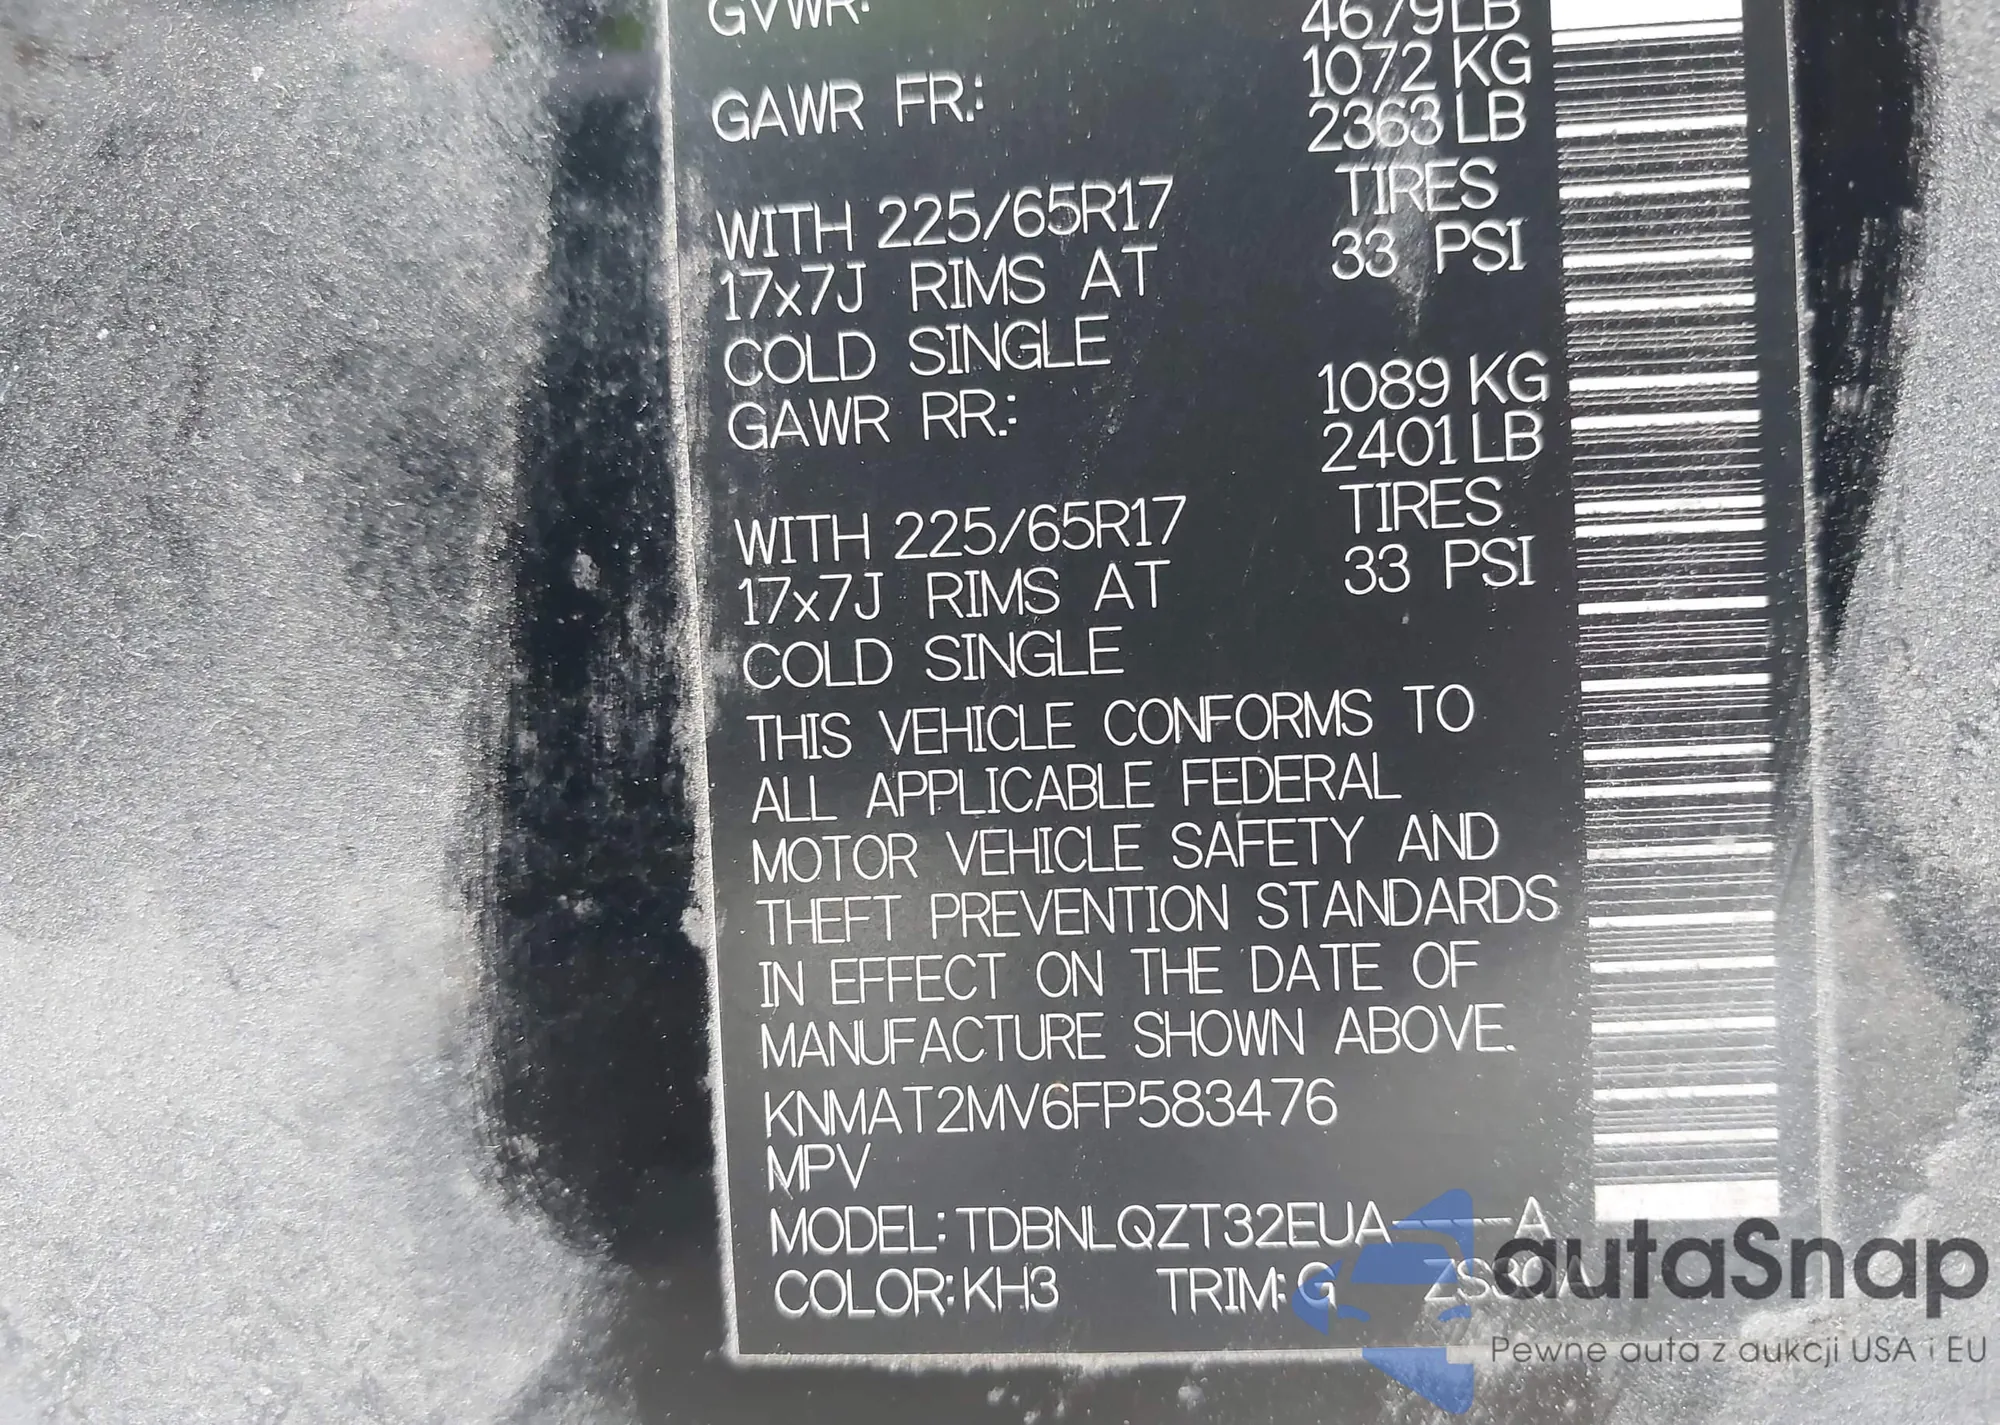 GVWR: 4679LB
1072 KG
GAWR FR.: 2363 LB
TIRES
WITH 225/65R17
17x7J RIMS AT 33 PSI
COLD SINGLE
1089 KG
GAWR RR.: 2401 LB
TIRES
WITH 225/65R17
17x7J RIMS AT 33 PSI
COLD SINGLE
THIS VEHICLE CONFORMS TO
ALL APPLICABLE FEDERAL
MOTOR VEHICLE SAFETY AND
THEFT PREVENTION STANDARDS
IN EFFECT ON THE DATE OF
MANUFACTURE SHOWN ABOVE.
KNMAT2MV6FP583476
MPV
MODEL: TDBNLQZT32EUA----A
COLOR: KH3 TRIM: G
autaSnap
Pewne auta z aukcji USA i EU